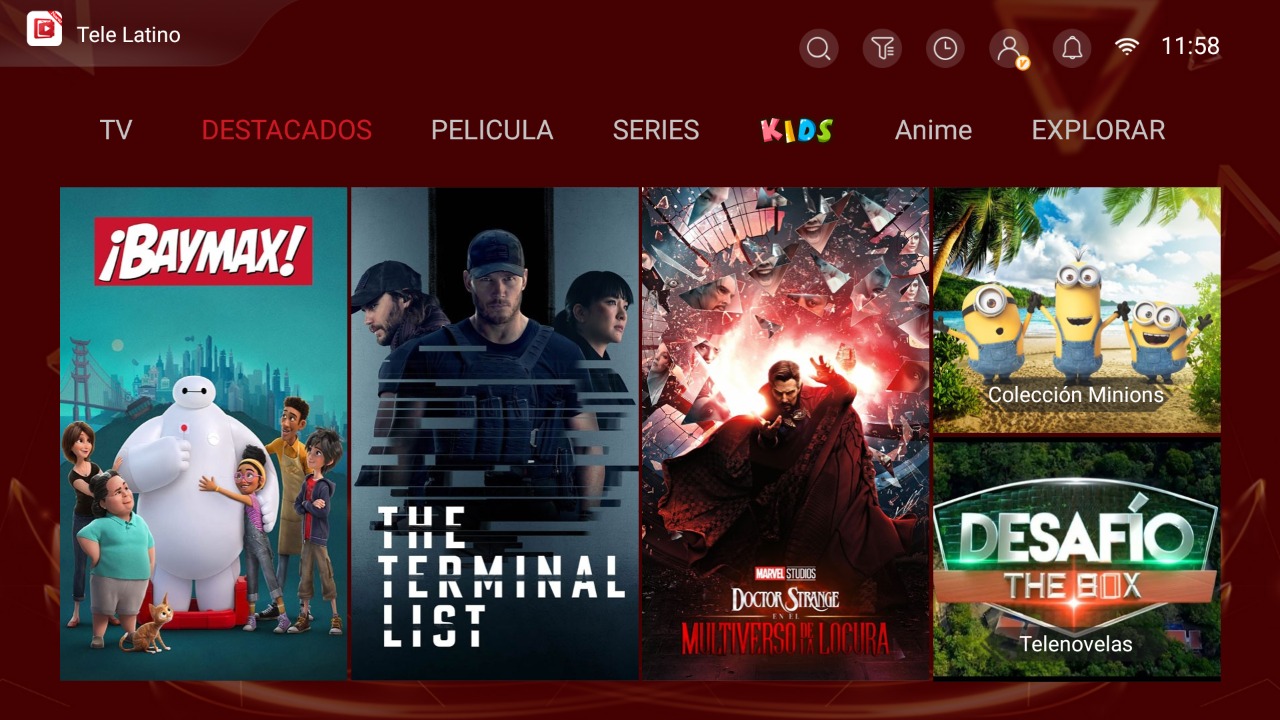 Tele Latino
11:58
TV
DESTACADOS
PELICULA
SERIES
KIDS
Anime
EXPLORAR
¡BAYMAX!
THE
TERMINAL
LIST
MARVEL STUDIOS
DOCTOR STRANGE
EN EL
MULTIVERSO DE LA LOCURA
Colección Minions
DESAFÍO
THE BOX
Telenovelas